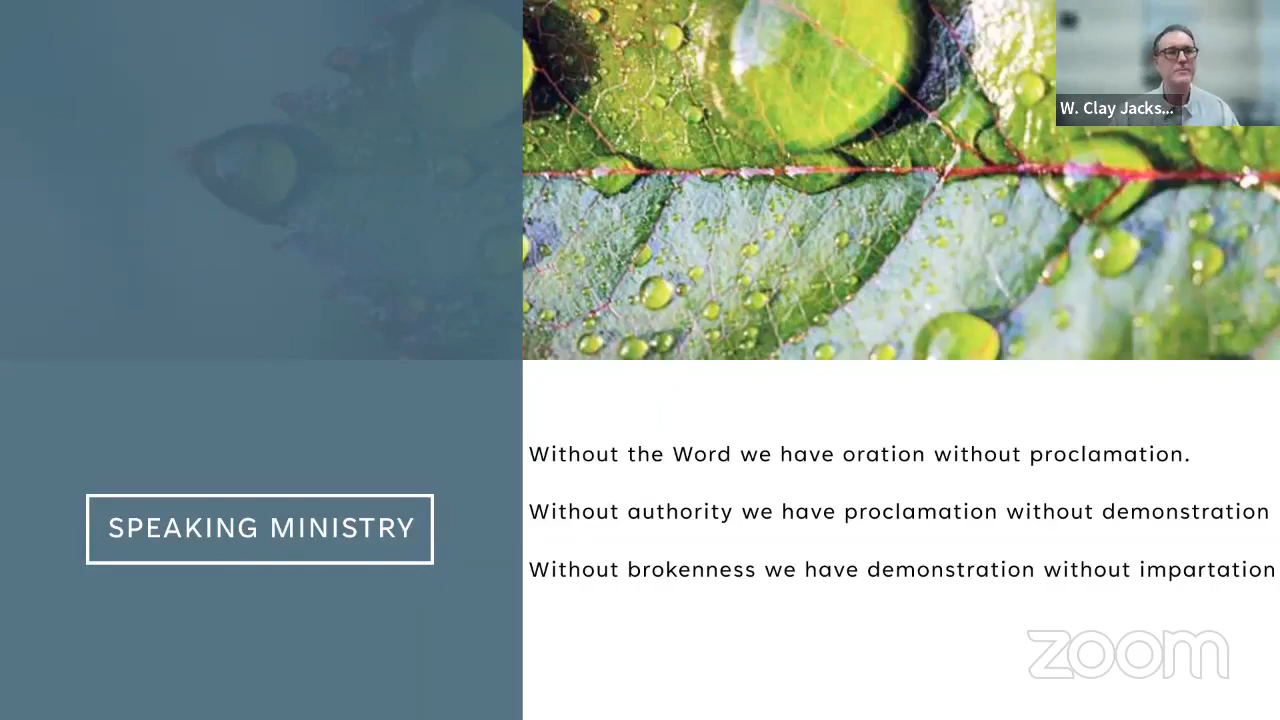 W. Clay Jacks...
Without the Word we have oration without proclamation.
Without authority we have proclamation without demonstration
SPEAKING MINISTRY
Without brokenness we have demonstration without impartation
zoom